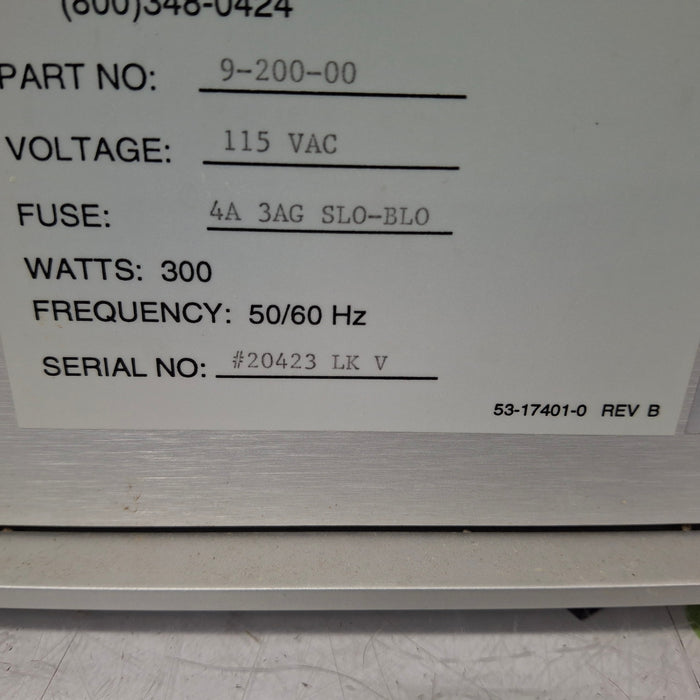 (800)348-0424
PART NO: 9-200-00
VOLTAGE: 115 VAC
FUSE: 4A 3AG SLO-BLO
WATTS: 300
FREQUENCY: 50/60 Hz
SERIAL NO: #20423 LK V
53-17401-0 REV B